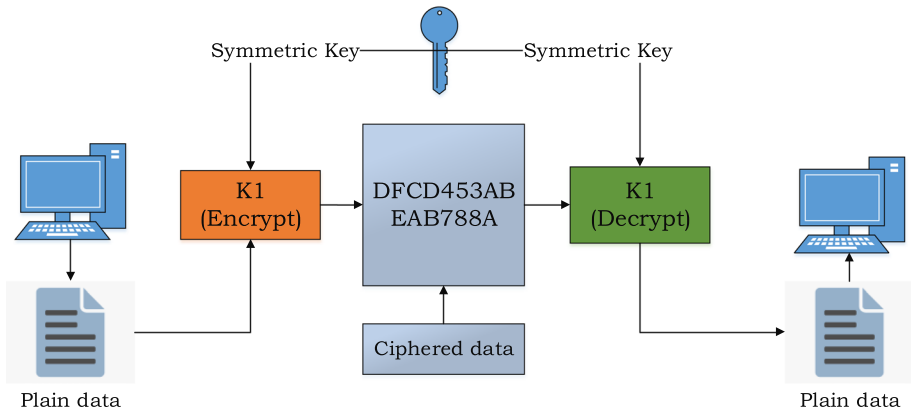 Symmetric Key
Symmetric Key
K1
(Encrypt)
DFCD453AB
EAB788A
K1
(Decrypt)
Ciphered data
Plain data
Plain data